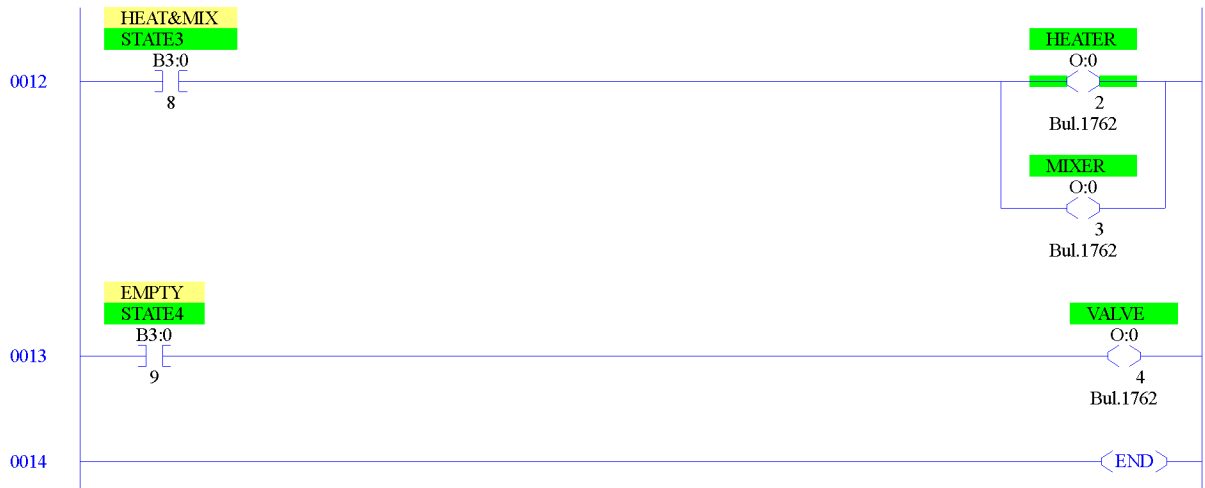 HEAT&MIX
STATE3
B3:0
8
HEATER
O:0
2
Bul.1762
0012
MIXER
O:0
3
Bul.1762
EMPTY
STATE4
B3:0
9
VALVE
O:0
4
Bul.1762
0013
0014
END